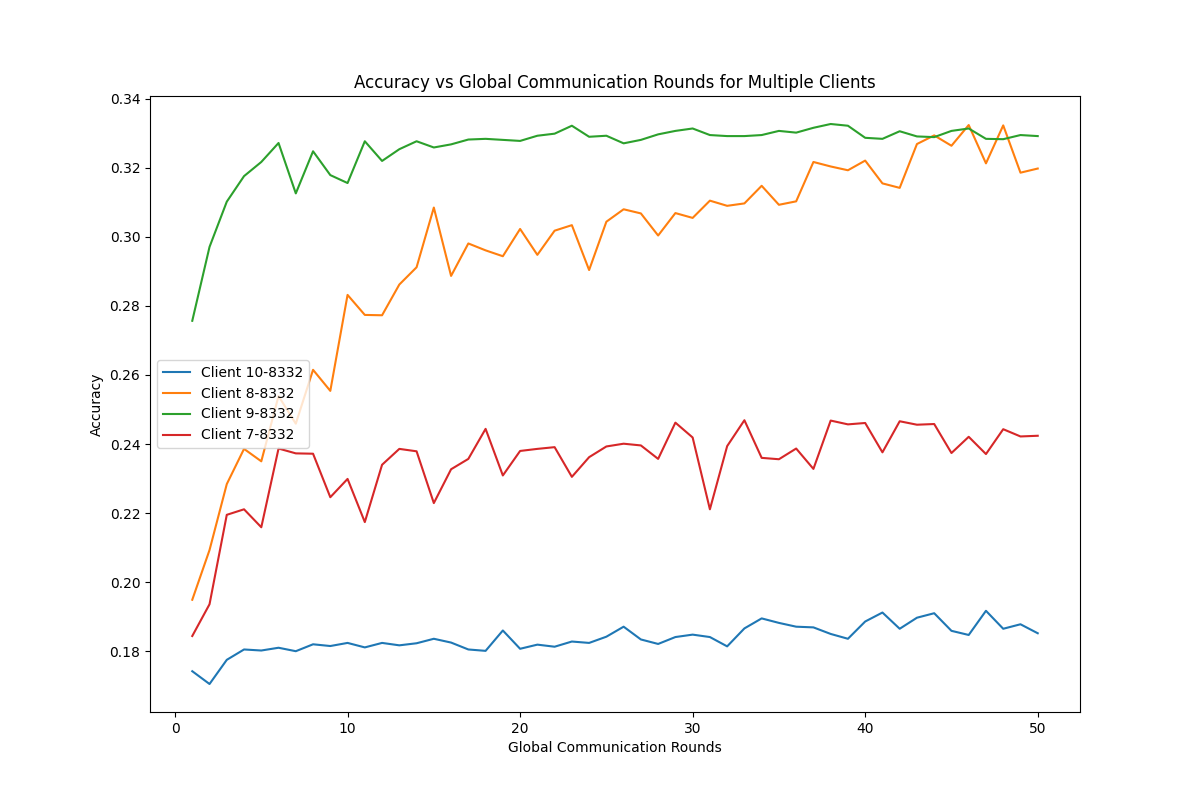 Accuracy vs Global Communication Rounds for Multiple Clients
0.34
0.32
0.30
0.28
0.26
0.24
0.22
0.20
0.18
Accuracy
Client 10-8332
Client 8-8332
Client 9-8332
Client 7-8332
0
10
20
30
40
50
Global Communication Rounds